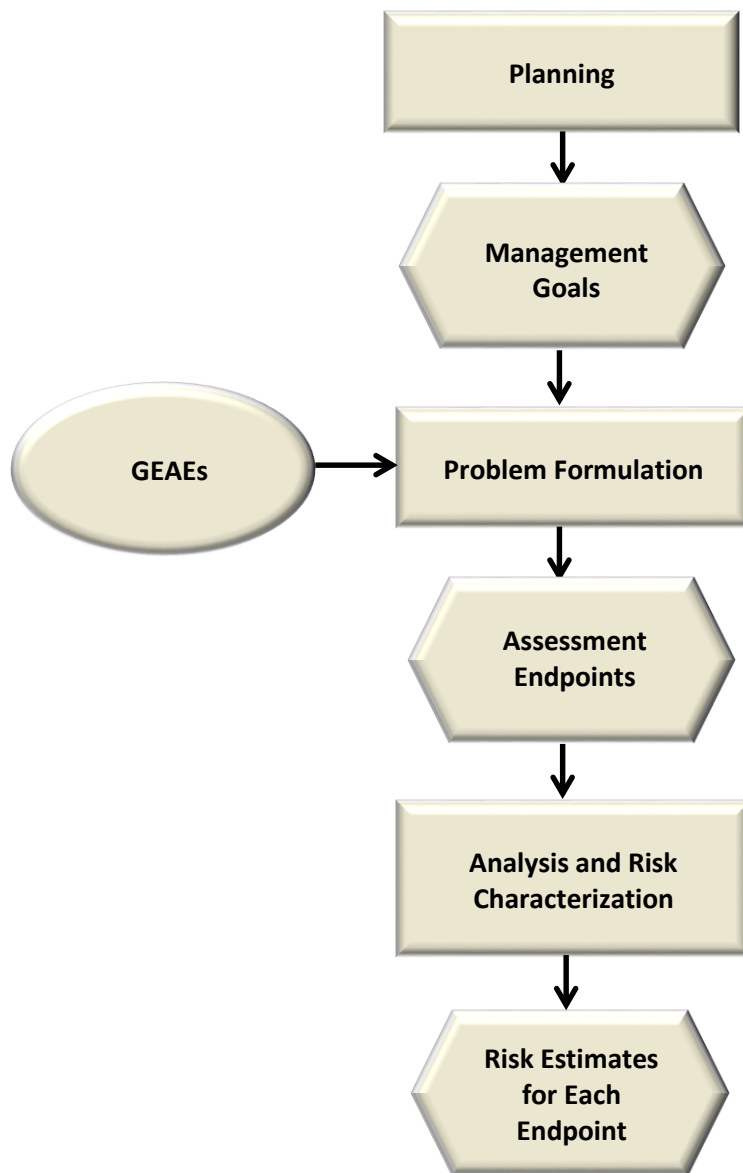 Planning
Management
Goals
GEAEs
Problem Formulation
Assessment
Endpoints
Analysis and Risk
Characterization
Risk Estimates
for Each
Endpoint